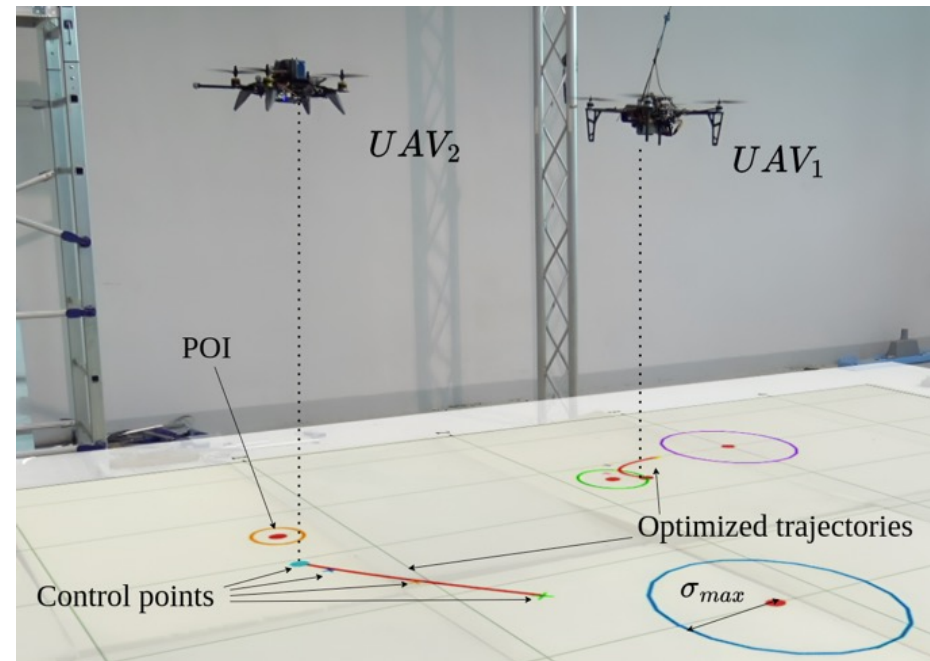 UAV₂
UAV₁
POI
Optimized trajectories
Control points
σₘₐₓ